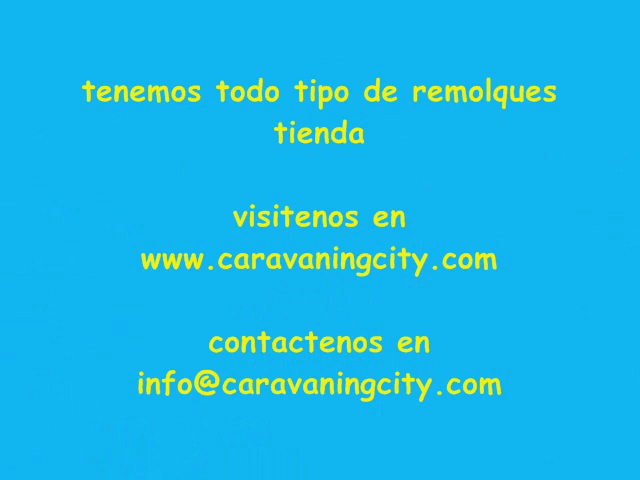 tenemos todo tipo de remolques
tienda
visitenos en
www.caravaningcity.com
contactenos en
info@caravaningcity.com